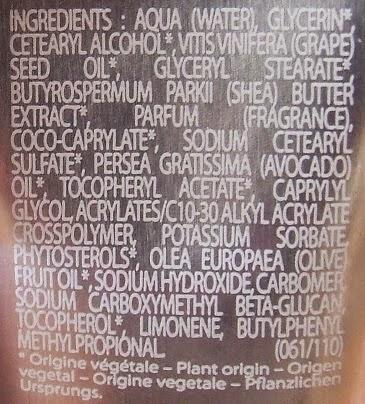 INGREDIENTS : AQUA (WATER), GLYCERIN*,
CETEARYL ALCOHOL*, VITIS VINIFERA (GRAPE)
SEED OIL*, GLYCERYL STEARATE*,
BUTYROSPERMUM PARKII (SHEA) BUTTER
EXTRACT*, PARFUM (FRAGRANCE),
COCO-CAPRYLATE*, SODIUM CETEARYL
SULFATE*, PERSEA GRATISSIMA (AVOCADO)
OIL*, TOCOPHERYL ACETATE* CAPRYLYL
GLYCOL, ACRYLATES/C10-30 ALKYL ACRYLATE
CROSSPOLYMER, POTASSIUM SORBATE,
PHYTOSTEROLS*, OLEA EUROPAEA (OLIVE)
FRUIT OIL*, SODIUM HYDROXIDE, CARBOMER,
SODIUM CARBOXYMETHYL BETA-GLUCAN,
TOCOPHEROL*, LIMONENE, BUTYLPHENYL
METHYLPROPIONAL. (061/110)
* Origine végétale – Plant origin – Origen
vegetal – Origine vegetale – Pflanzlichen
Ursprungs.